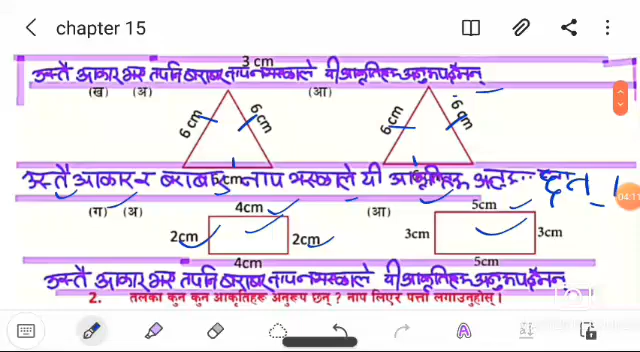 chapter 15
3 cm
उस्तै आकार भए तापनि बराबर नाप नभएकाले यी आकृतिहरू अनुरूप हुँदैनन्
(ख) (अ) 6 cm 6 cm (आ) 6 cm 6 cm
उस्तै आकार र बराबर नाप भएकाले यी आकृतिहरू छन् ।
(ग) (अ) 4cm (आ) 5cm
2cm 2cm 3cm 3cm
4cm 5cm
उस्तै आकार भए तापनि बराबर नाप नभएकाले यी आकृतिहरू अनुरूप हुँदैनन्
2. तलका कुन कुन आकृतिहरू अनुरूप छन् ? नाप लिएर पत्ता लगाउनुहोस् ।
04:11